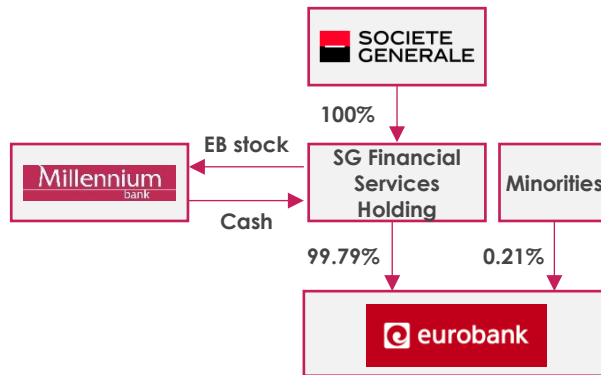 SOCIETE
GENERALE
100%
EB stock
Millennium
bank
Cash
SG Financial
Services
Holding
Minorities
99.79%
0.21%
eurobank